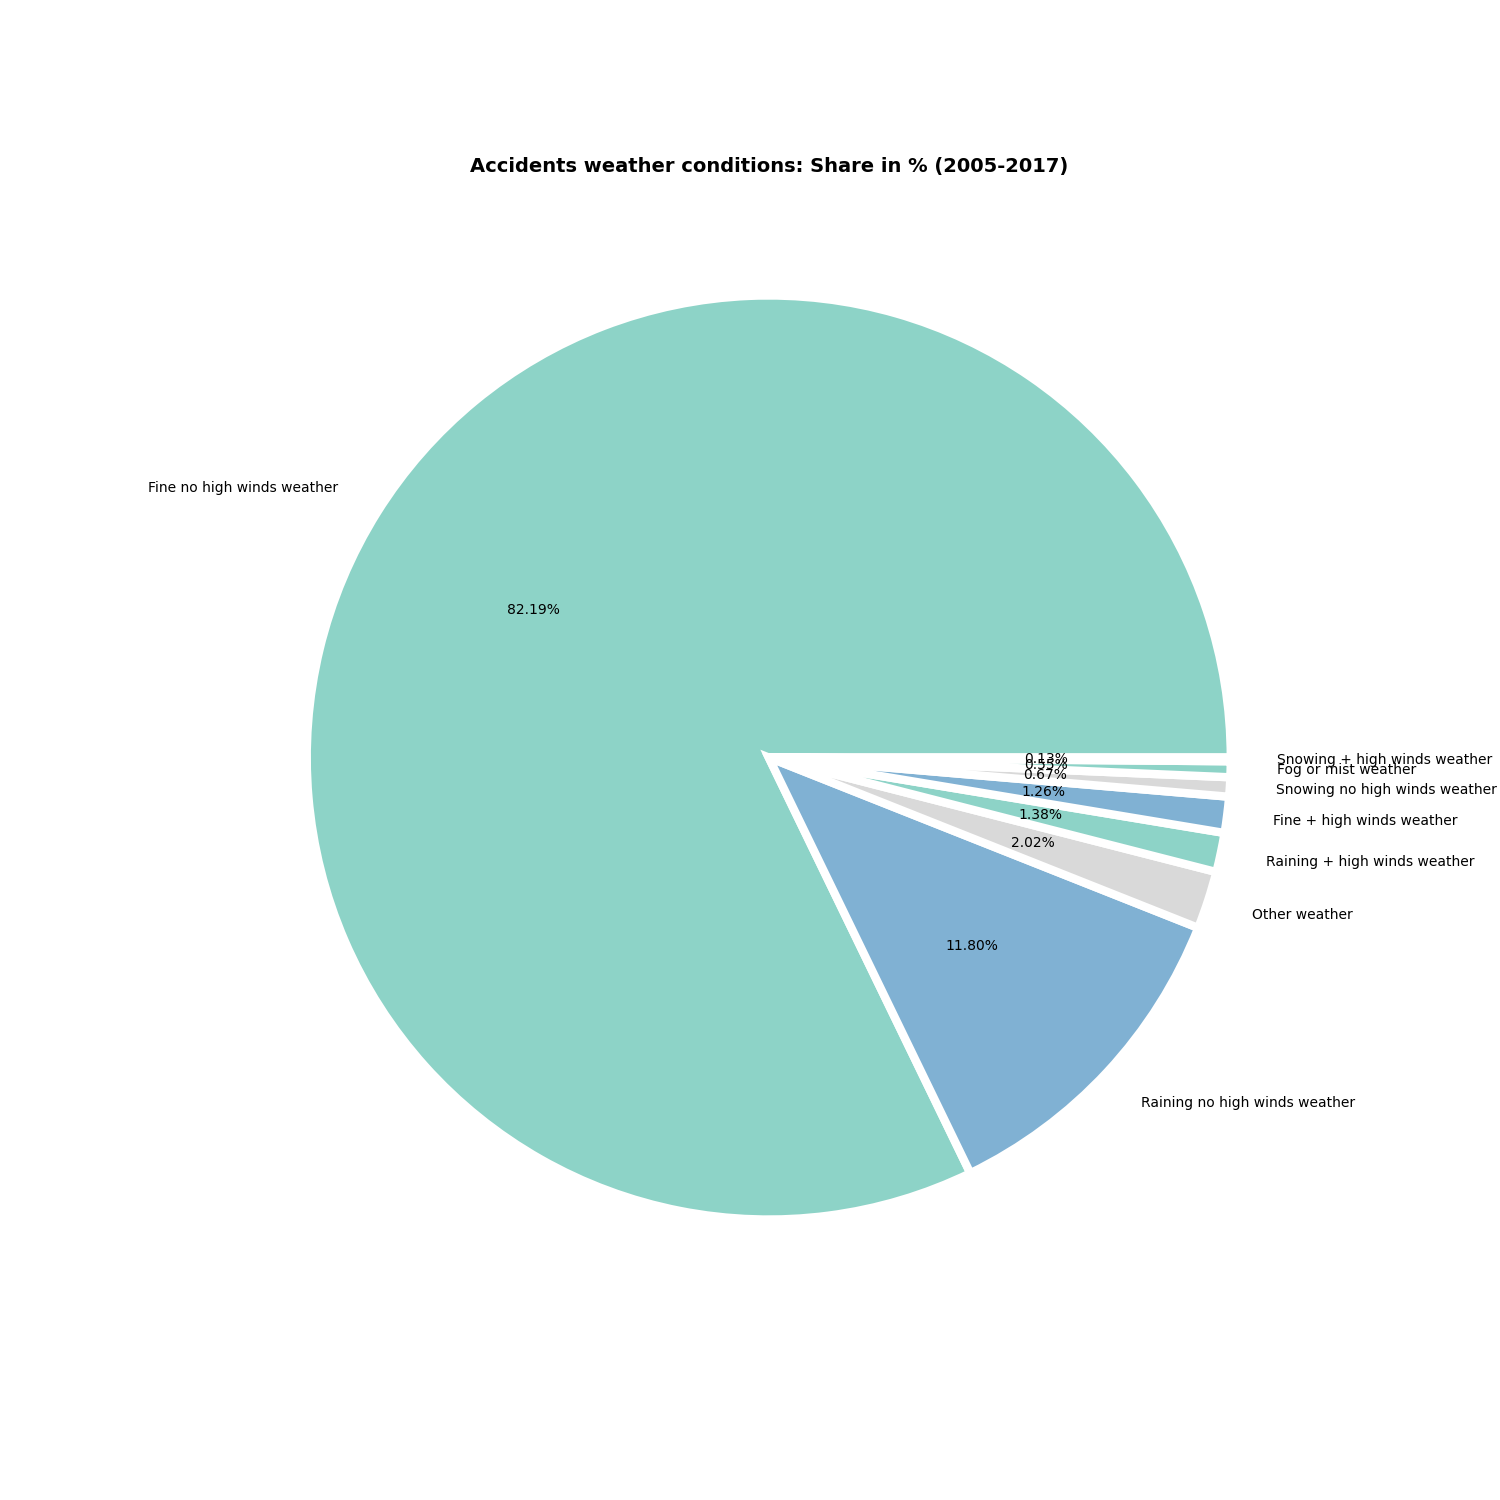 Accidents weather conditions: Share in % (2005-2017)
Fine no high winds weather
82.19%
0.13%
Snowing + high winds weather
0.55%
Fog or mist weather
0.67%
Snowing no high winds weather
1.26%
Fine + high winds weather
1.38%
Raining + high winds weather
2.02%
Other weather
11.80%
Raining no high winds weather